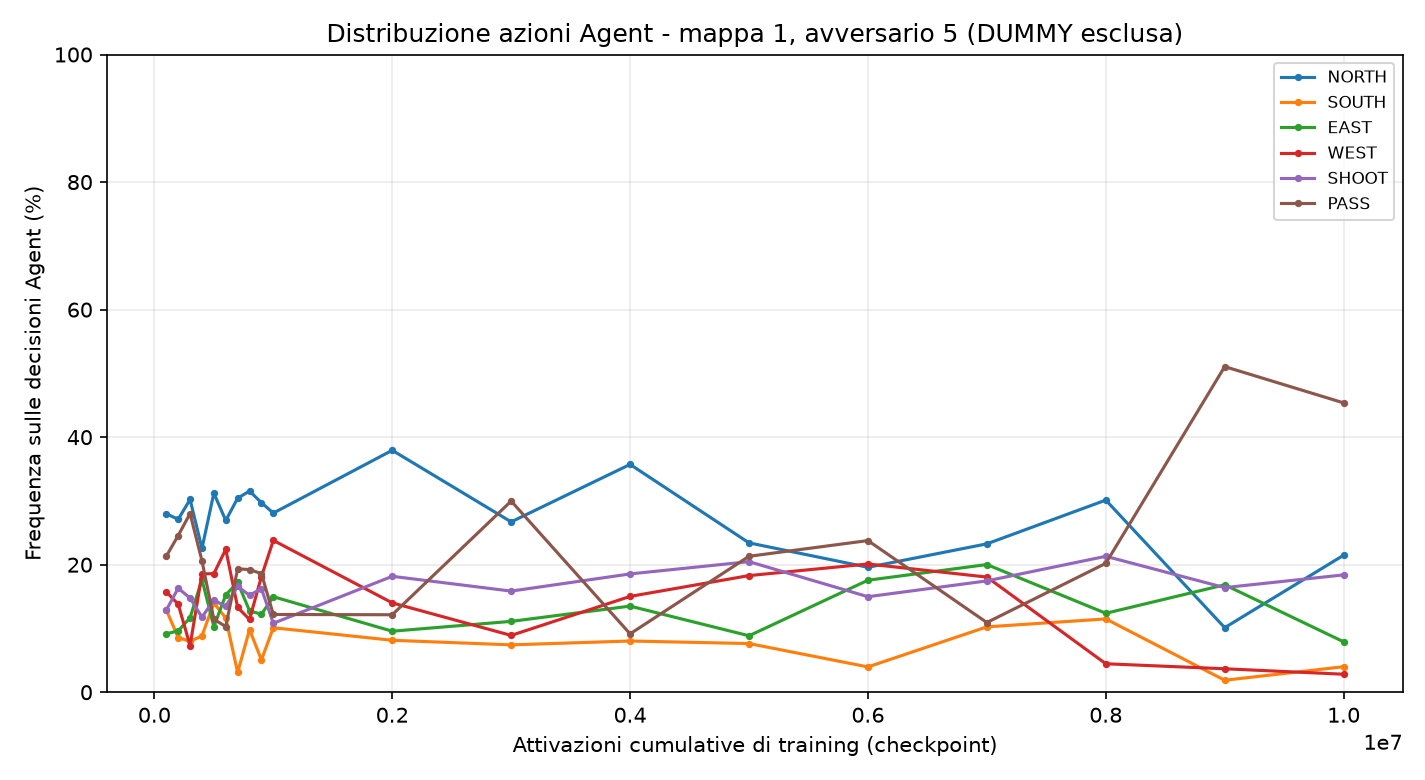 Distribuzione azioni Agent - mappa 1, avversario 5 (DUMMY esclusa)
Frequenza sulle decisioni Agent (%)
100
80
60
40
20
0
NORTH
SOUTH
EAST
WEST
SHOOT
PASS
0.0 0.2 0.4 0.6 0.8 1.0
1e7
Attivazioni cumulative di training (checkpoint)